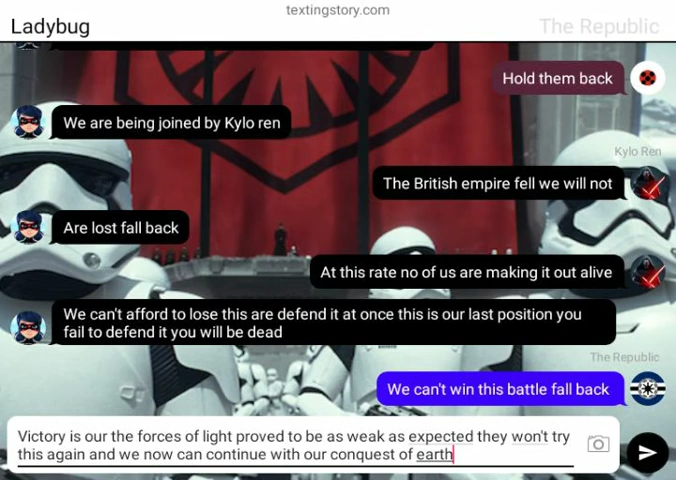 textingstory.com
Ladybug
The Republic
Hold them back
We are being joined by Kylo ren
Kylo Ren
The British empire fell we will not
Are lost fall back
At this rate no of us are making it out alive
We can't afford to lose this are defend it at once this is our last position you
fail to defend it you will be dead
The Republic
We can't win this battle fall back
Victory is our the forces of light proved to be as weak as expected they won't try
this again and we now can continue with our conquest of earth